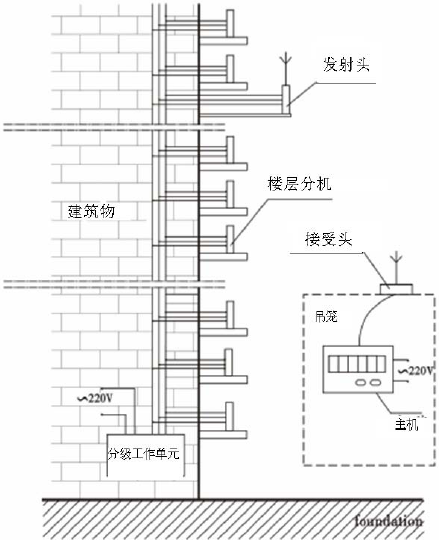 发射头
楼层分机
建筑物
接受头
吊笼
∽220V
∽220V
主机
分级工作单元
foundation